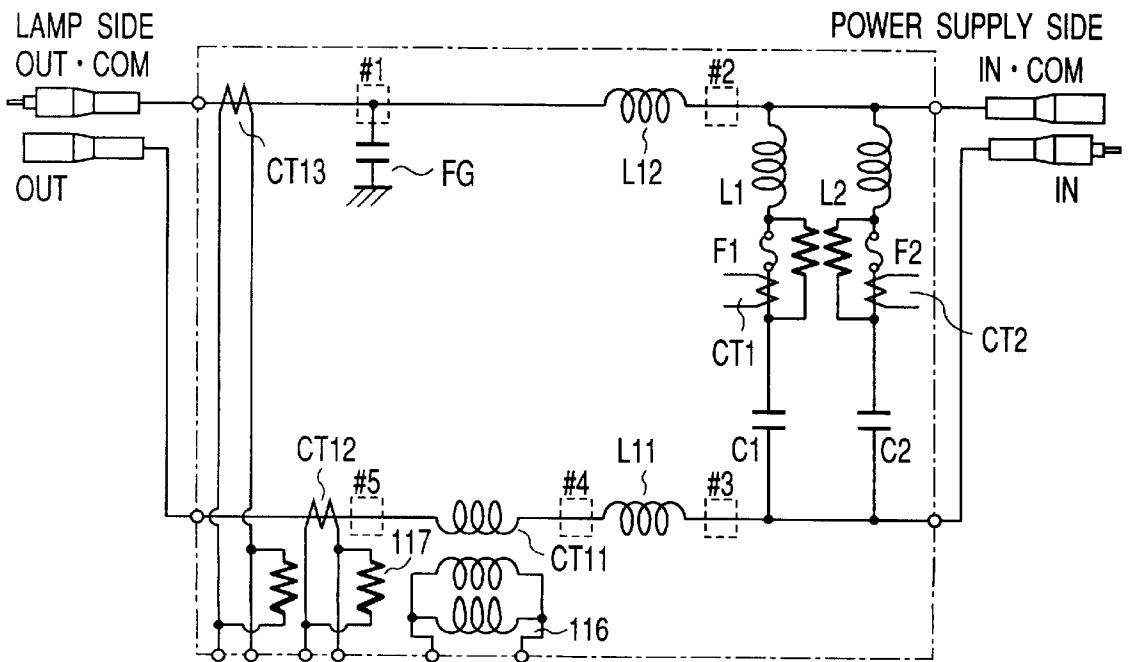 LAMP SIDE
OUT・COM
OUT
POWER SUPPLY SIDE
IN・COM
IN
#1
#2
CT13
FG
L12
L1
L2
F1
F2
CT1
CT2
C1
C2
CT12
#5
#4
L11
#3
117
CT11
116